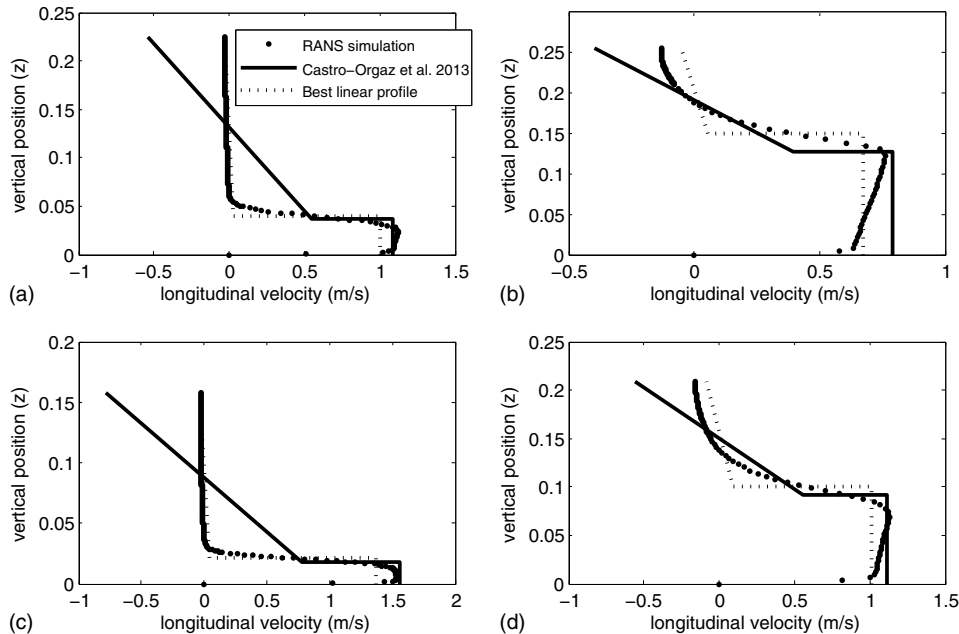 0.25
0.2
0.15
0.1
0.05
0
−1 −0.5 0 0.5 1 1.5
vertical position (z)
longitudinal velocity (m/s)
(a)
RANS simulation
Castro−Orgaz et al. 2013
Best linear profile
0.25
0.2
0.15
0.1
0.05
0
−0.5 0 0.5 1
vertical position (z)
longitudinal velocity (m/s)
(b)
0.2
0.15
0.1
0.05
0
−1 −0.5 0 0.5 1 1.5 2
vertical position (z)
longitudinal velocity (m/s)
(c)
0.25
0.2
0.15
0.1
0.05
0
−1 −0.5 0 0.5 1 1.5
vertical position (z)
longitudinal velocity (m/s)
(d)